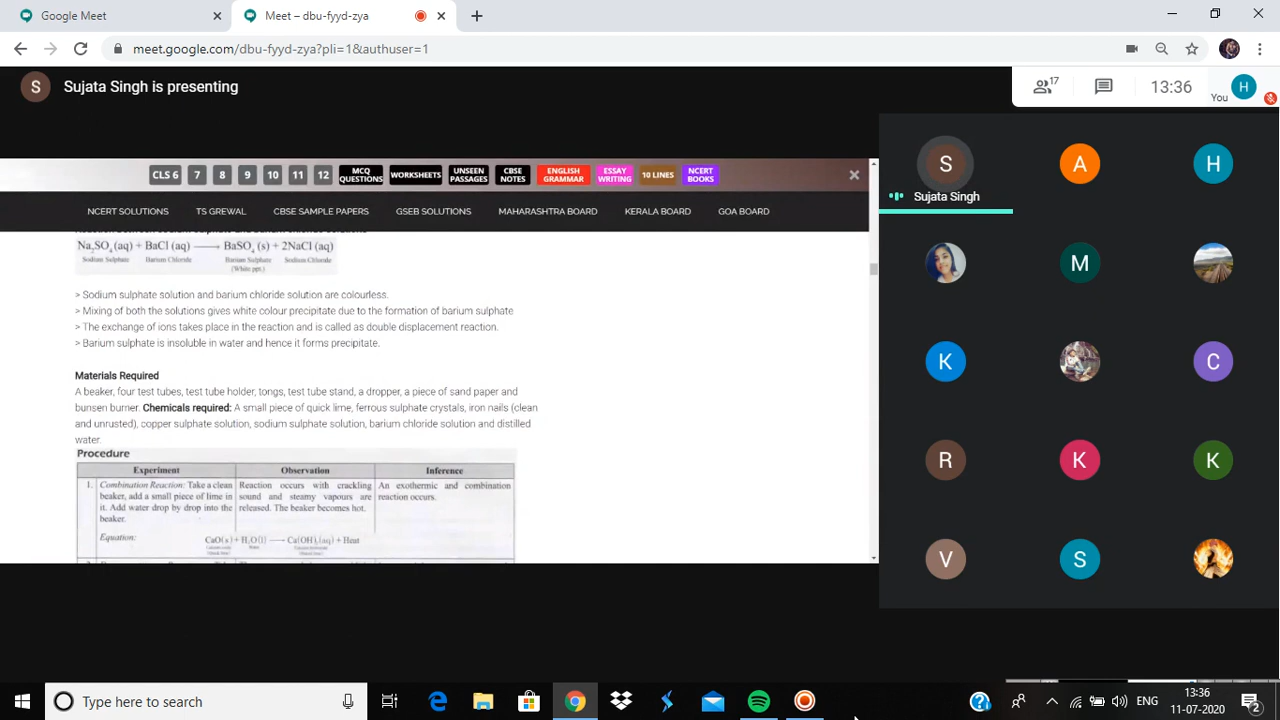 Google Meet
Meet – dbu-fyyd-zya
meet.google.com/dbu-fyyd-zya?pli=1&authuser=1
S
Sujata Singh is presenting
17
13:36
You
H
CLS 6 7 8 9 10 11 12 MCQ QUESTIONS WORKSHEETS UNSEEN PASSAGES CBSE NOTES ENGLISH GRAMMAR ESSAY WRITING 10 LINES NCERT BOOKS
NCERT SOLUTIONS TS GREWAL CBSE SAMPLE PAPERS GSEB SOLUTIONS MAHARASHTRA BOARD KERALA BOARD GOA BOARD
Na₂SO₄(aq) + BaCl (aq) ⟶ BaSO₄ (s) + 2NaCl (aq)
Sodium Sulphate Barium Chloride Barium Sulphate Sodium Chloride
(White ppt.)
> Sodium sulphate solution and barium chloride solution are colourless.
> Mixing of both the solutions gives white colour precipitate due to the formation of barium sulphate
> The exchange of ions takes place in the reaction and is called as double displacement reaction.
> Barium sulphate is insoluble in water and hence it forms precipitate.
Materials Required
A beaker, four test tubes, test tube holder, tongs, test tube stand, a dropper, a piece of sand paper and
bunsen burner. Chemicals required: A small piece of quick lime, ferrous sulphate crystals, iron nails (clean
and unrusted), copper sulphate solution, sodium sulphate solution, barium chloride solution and distilled
water.
Procedure
Experiment Observation Inference
1. Combination Reaction: Take a clean
beaker, add a small piece of lime in
it. Add water drop by drop into the
beaker.
Reaction occurs with crackling
sound and steamy vapours are
released. The beaker becomes hot.
An exothermic and combination
reaction occurs.
Equation: CaO(s) + H₂O(l) ⟶ Ca(OH)₂(aq) + Heat
S A H
Sujata Singh
M
K C
R K K
V S
Type here to search
ENG
13:36
11-07-2020
2